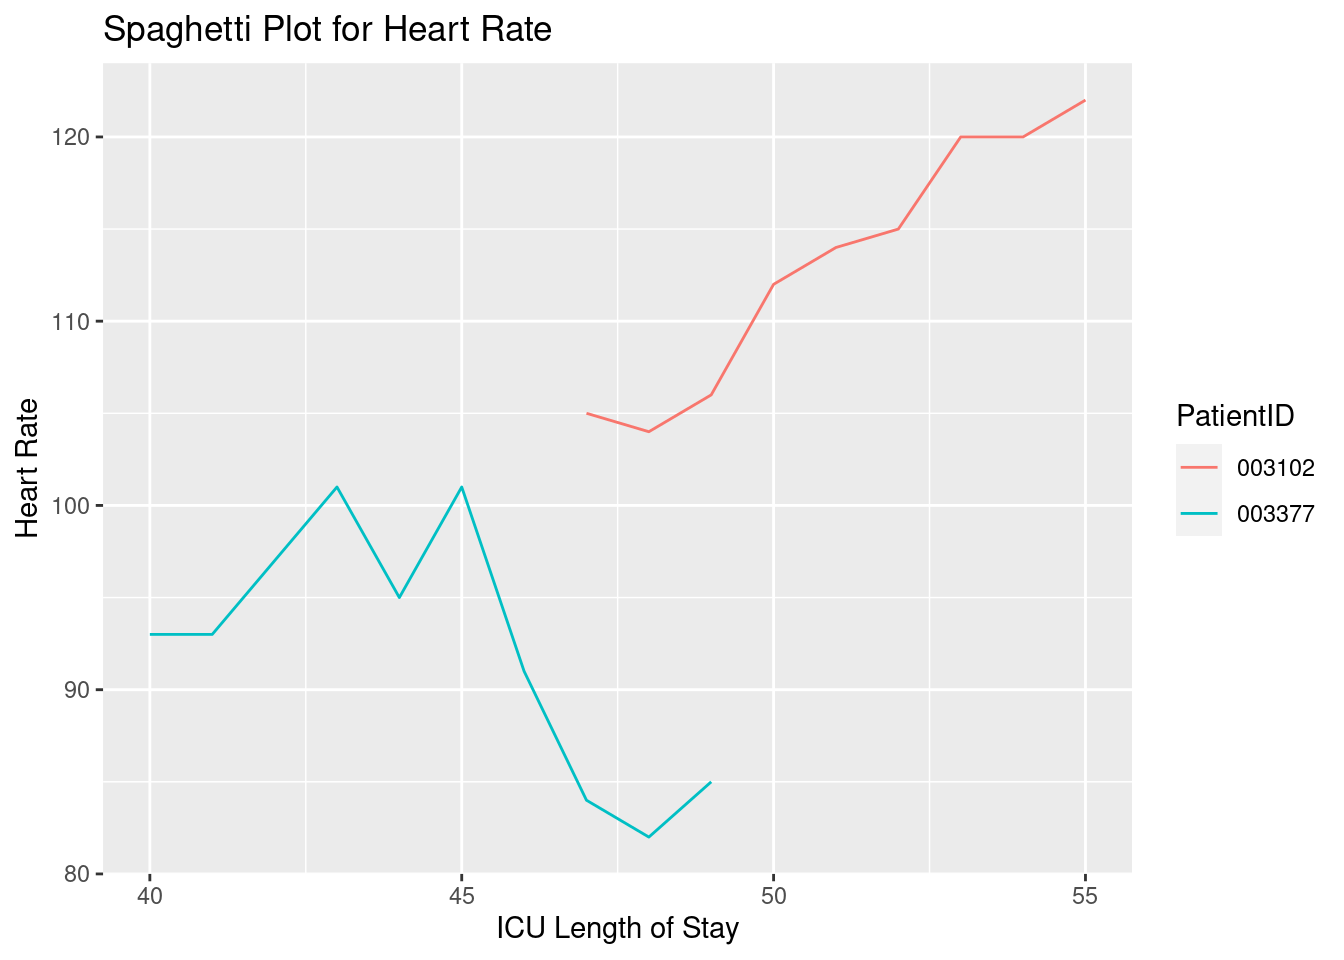 Spaghetti Plot for Heart Rate
120
110
100
90
80
Heart Rate
40 45 50 55
ICU Length of Stay
PatientID
003102
003377